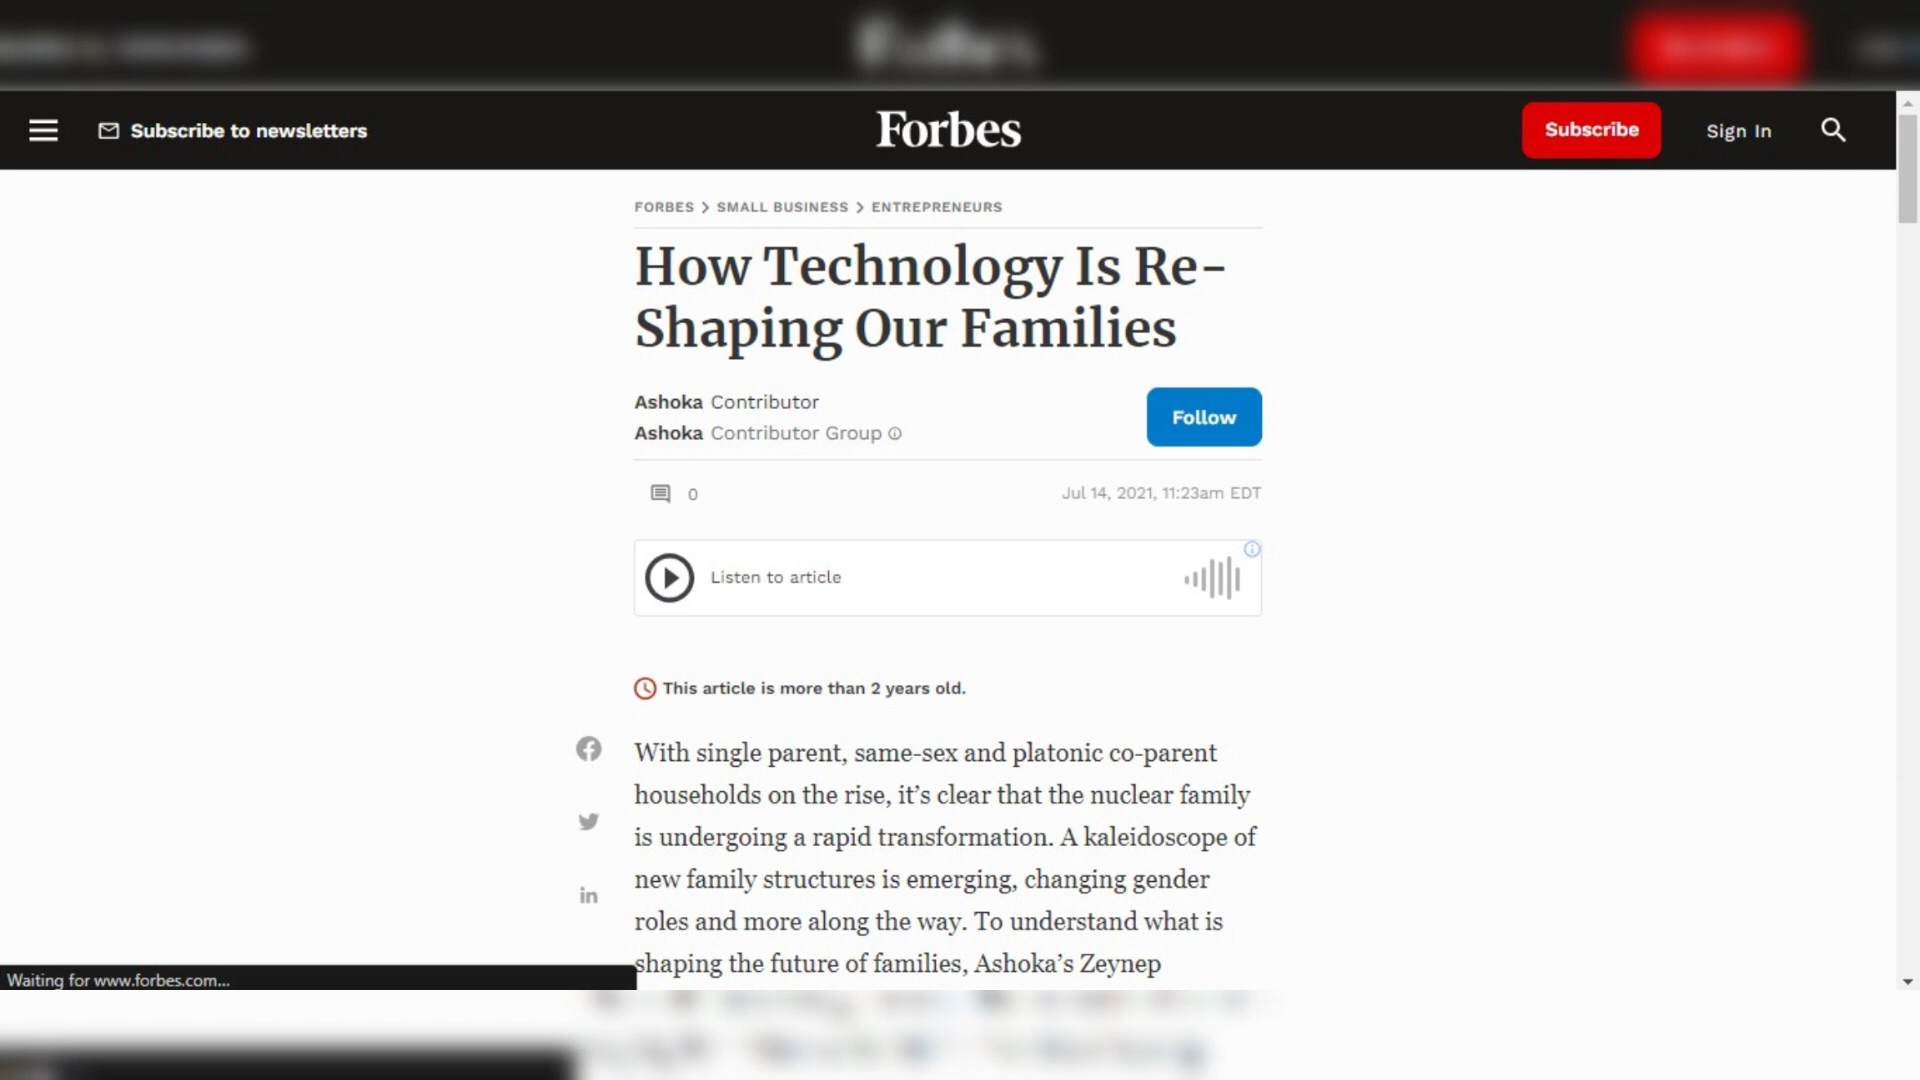 Subscribe to newsletters
Forbes
Subscribe
Sign In
FORBES > SMALL BUSINESS > ENTREPRENEURS
How Technology Is Re-
Shaping Our Families
Ashoka Contributor
Follow
Ashoka Contributor Group
0
Jul 14, 2021, 11:23am EDT
Listen to article
This article is more than 2 years old.
With single parent, same-sex and platonic co-parent
households on the rise, it’s clear that the nuclear family
is undergoing a rapid transformation. A kaleidoscope of
new family structures is emerging, changing gender
roles and more along the way. To understand what is
shaping the future of families, Ashoka’s Zeynep
Waiting for www.forbes.com...